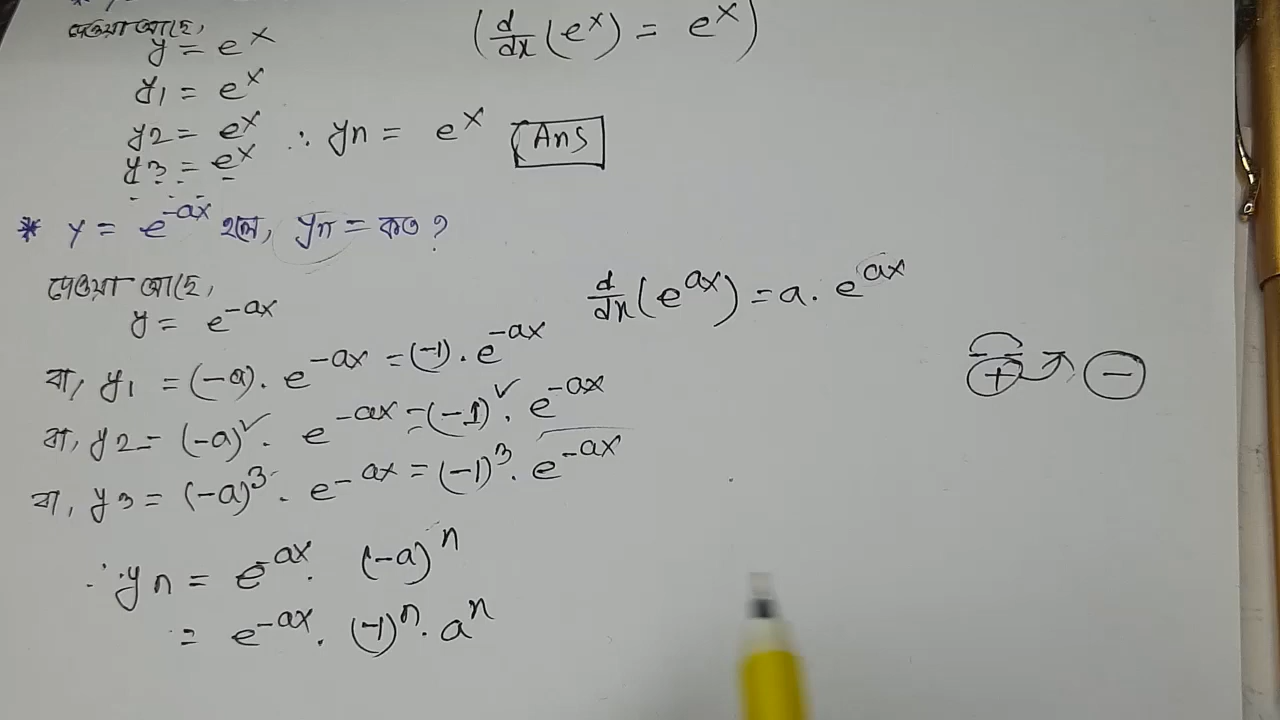 দেওয়া আছে,
y = e^x (d/dx (e^x) = e^x)
y1 = e^x
y2 = e^x ∴ yn = e^x Ans
y3 = e^x
* y = e^-ax হলে, yn = কত ?
দেওয়া আছে,
y = e^-ax d/dx (e^ax) = a. e^ax
বা, y1 = (-a). e^-ax = (-1). e^-ax
বা, y2 = (-a)^2. e^-ax = (-1)^2. e^-ax
বা, y3 = (-a)^3. e^-ax = (-1)^3. e^-ax
∴ yn = e^-ax. (-a)^n
= e^-ax. (-1)^n. a^n
+ -